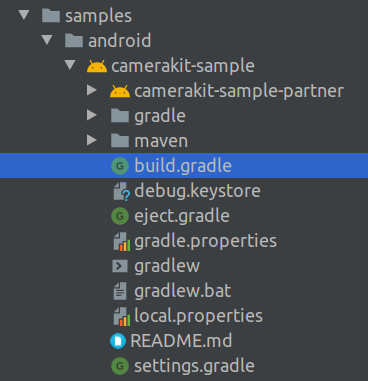 samples
android
camerakit-sample
camerakit-sample-partner
gradle
maven
build.gradle
debug.keystore
eject.gradle
gradle.properties
gradlew
gradlew.bat
local.properties
README.md
settings.gradle